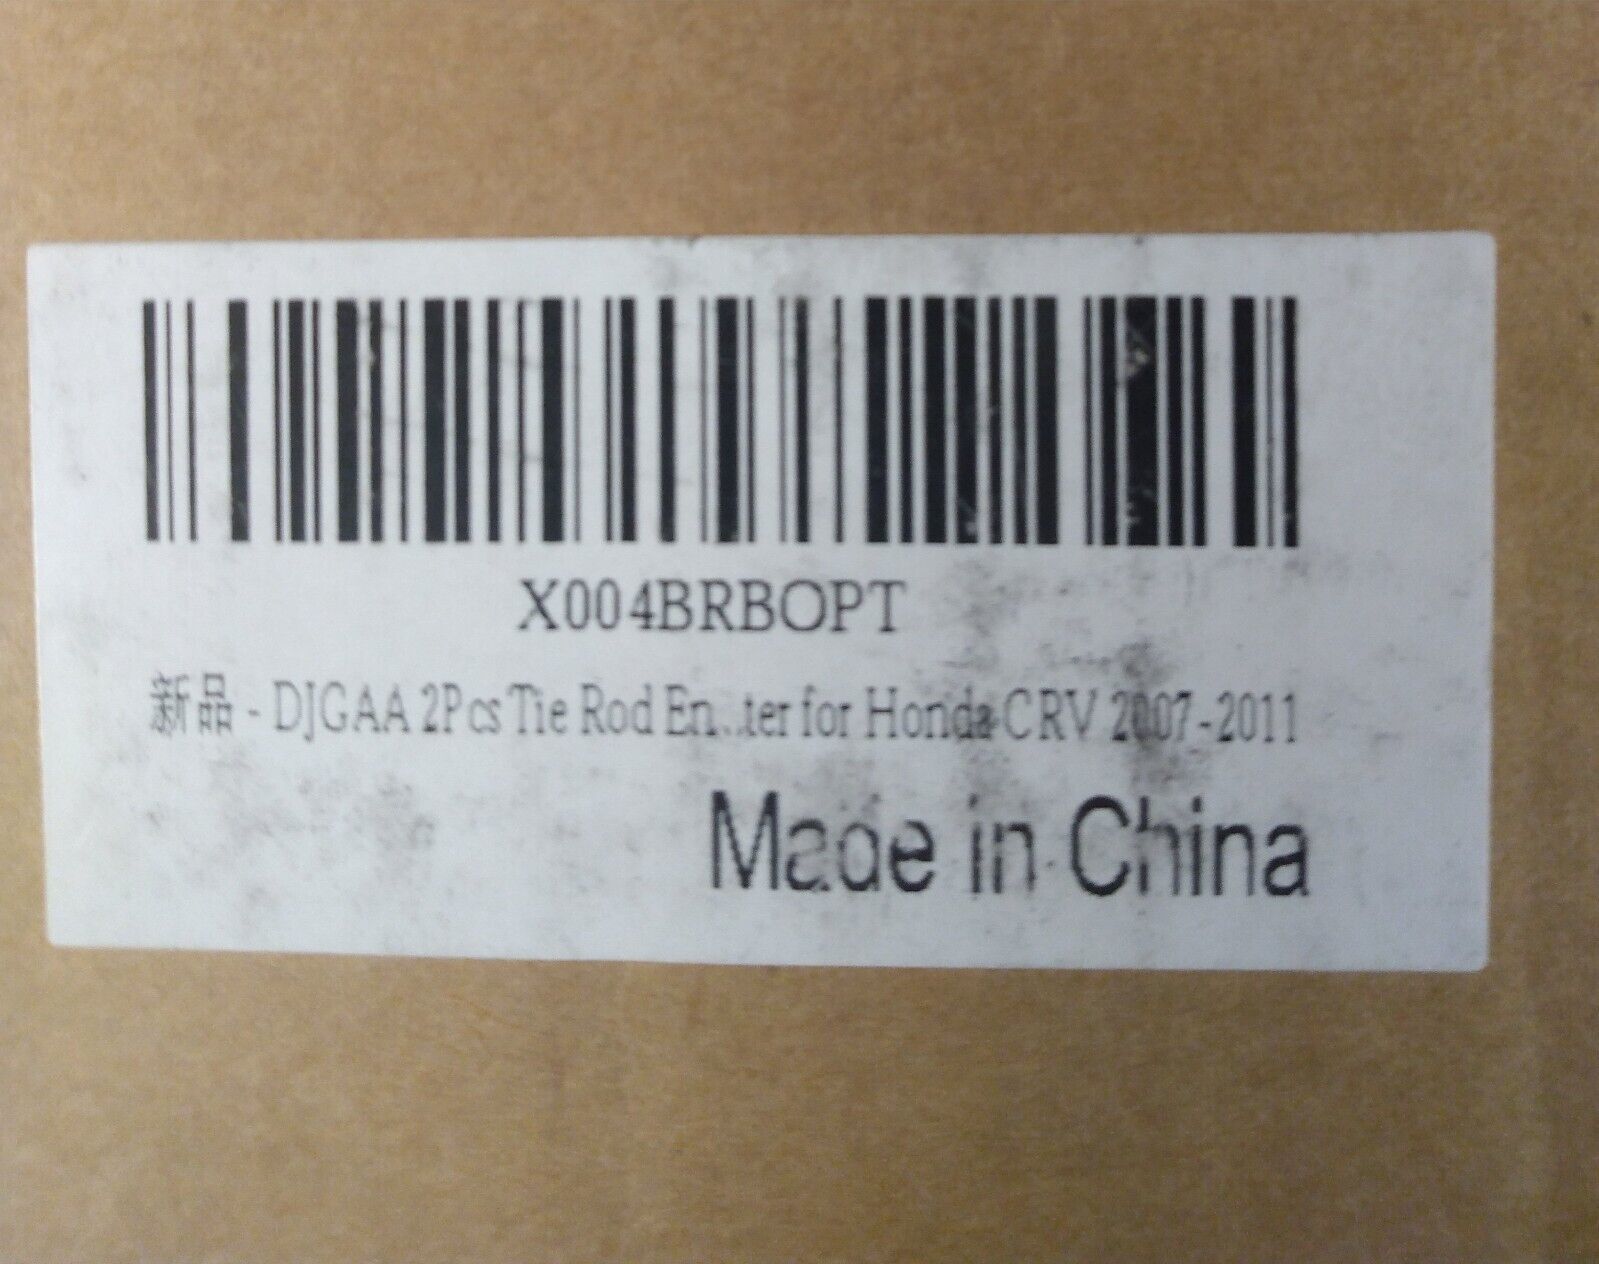 X004BRBOPT
新品 - DJGAA 2Pcs Tie Rod En...ter for Honda CRV 2007-2011
Made in China